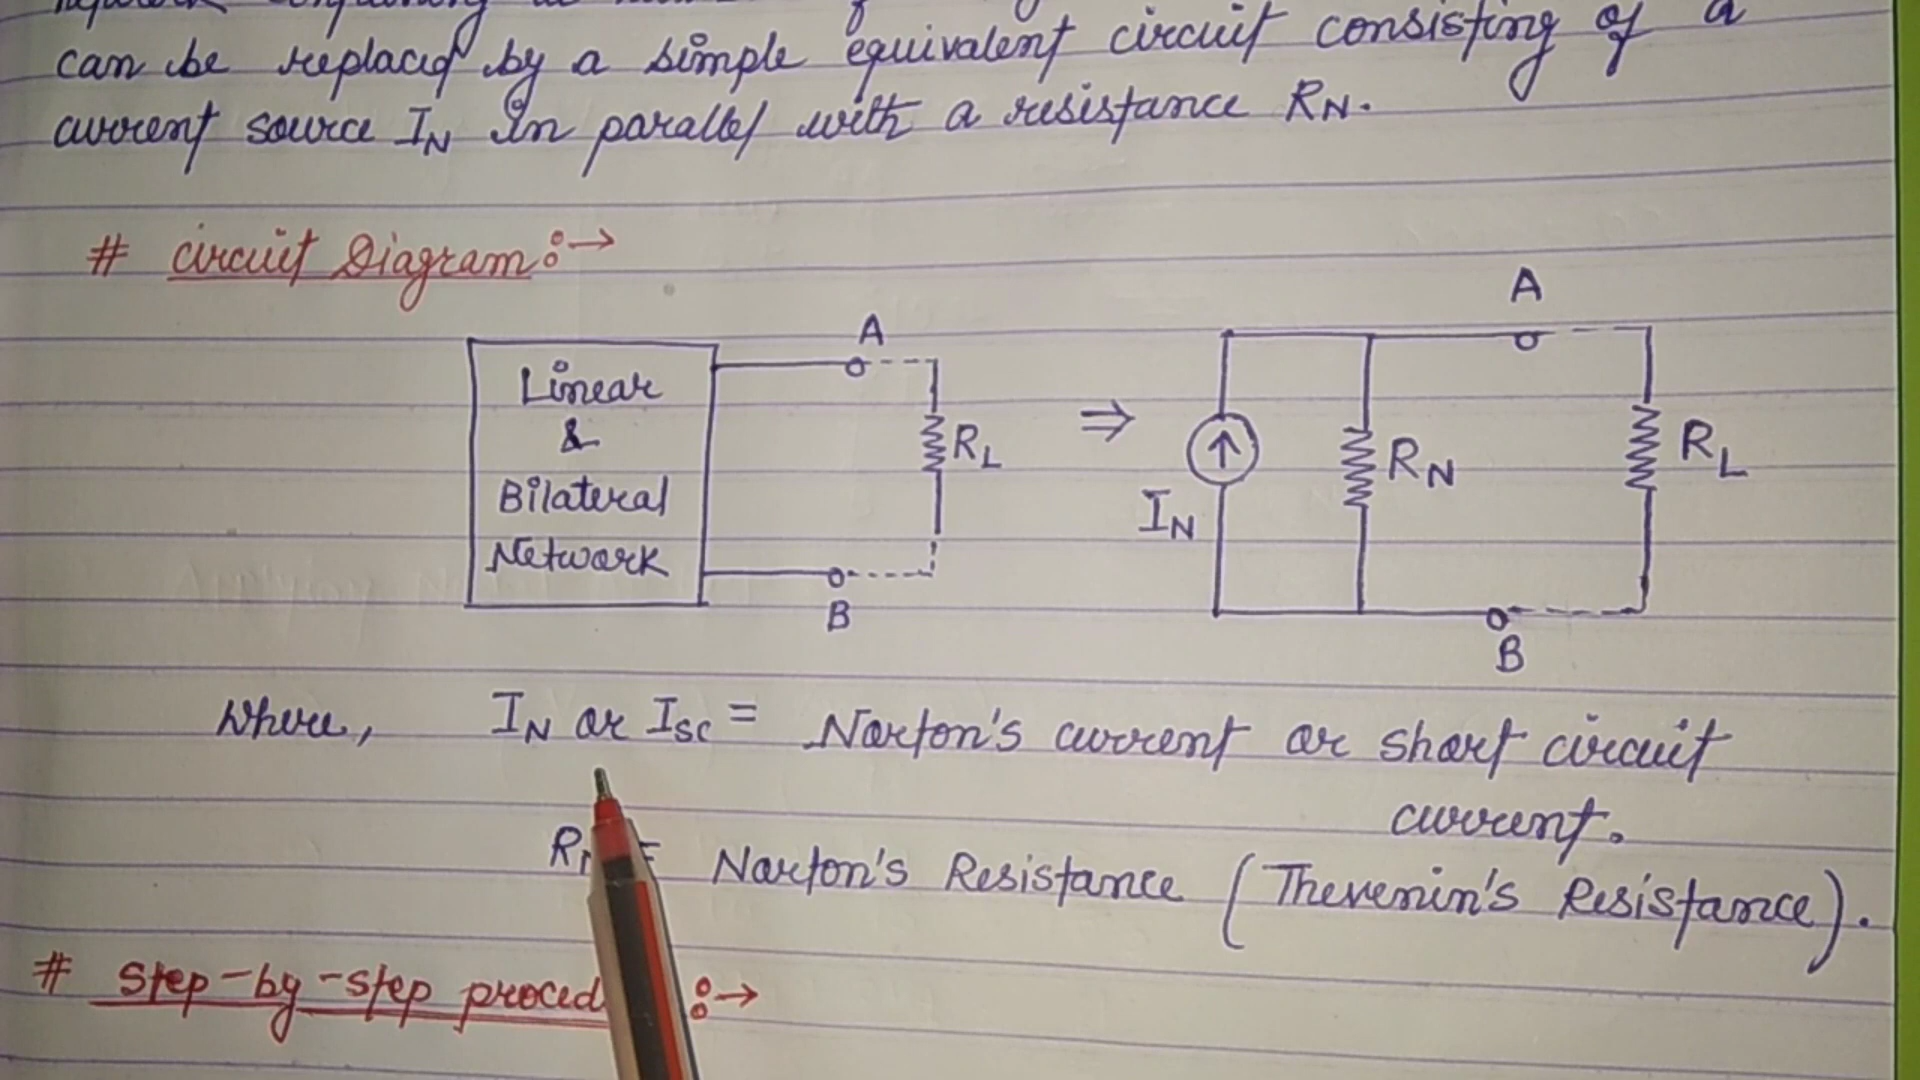 can be replaced by a simple equivalent circuit consisting of a
current source IN in parallel with a resistance RN.
# Circuit Diagram:→
A
A
Linear
&
Bilateral
Network
RL
⇒
IN
RN
RL
B
B
where, IN or ISC = Norton's current or short circuit
current.
= Norton's Resistance (Thevenin's Resistance).
# Step-by-step :→